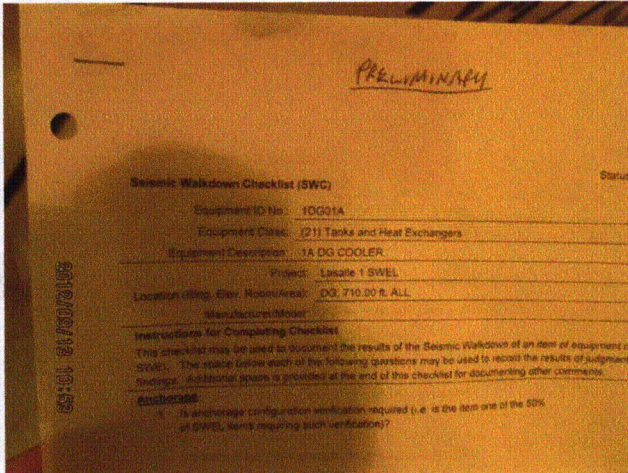 PRELIMINARY
Status
Seismic Walkdown Checklist (SWC)
Equipment ID No.: 1DG01A
Equipment Class: (21) Tanks and Heat Exchangers
Equipment Description: 1A DG COOLER
Project: Lasalle 1 SWEL
Location (Bldg, Elev, Room/Area): DG, 710.00 ft, ALL
Manufacturer/Model:
Instructions for Completing Checklist
This checklist may be used to document the results of the Seismic Walkdown of an item of equipment o
SWEL. The space below each of the following questions may be used to record the results of judgment
findings. Additional space is provided at the end of this checklist for documenting other comments.
Anchorage
1. Is anchorage configuration verification required (i.e. is the item one of the 50%
of SWEL items requiring such verification)?
2012/09/12 10:53